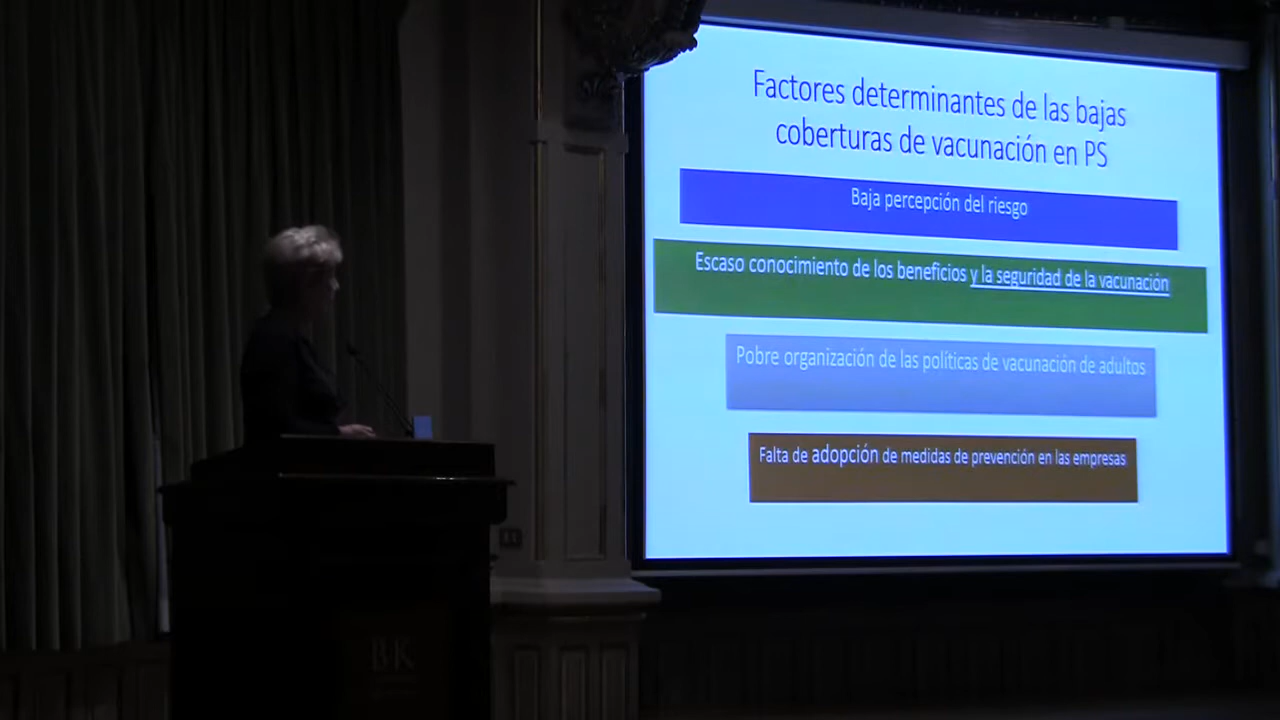 Factores determinantes de las bajas
coberturas de vacunación en PS
Baja percepción del riesgo
Escaso conocimiento de los beneficios y la seguridad de la vacunación
Pobre organización de las políticas de vacunación de adultos
Falta de adopción de medidas de prevención en las empresas